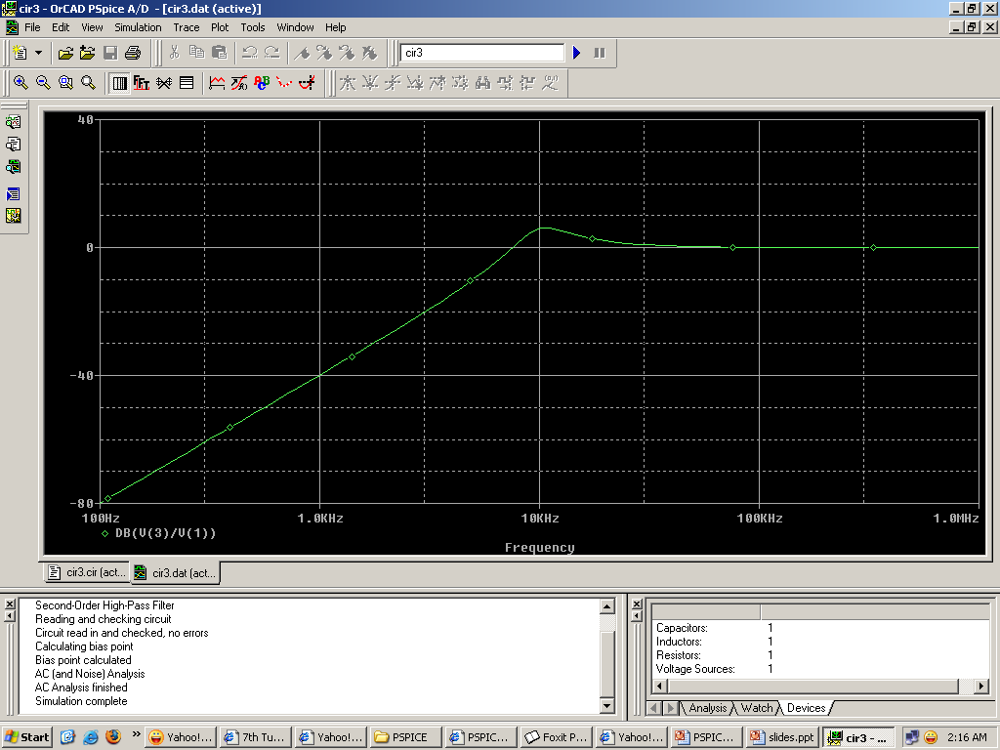 cir3 - OrCAD PSpice A/D - [cir3.dat (active)]
File Edit View Simulation Trace Plot Tools Window Help
cir3
FFT
40
0
-40
-80
100Hz 1.0KHz 10KHz 100KHz 1.0MHz
DB(V(3)/V(1))
Frequency
cir3.cir (act... cir3.dat (act...
Second-Order High-Pass Filter
Reading and checking circuit
Circuit read in and checked, no errors
Calculating bias point
Bias point calculated
AC (and Noise) Analysis
AC Analysis finished
Simulation complete
Capacitors: 1
Inductors: 1
Resistors: 1
Voltage Sources: 1
Analysis Watch Devices
Start » Yahoo!... 7th Tu... Yahoo!... PSPICE PSPIC... Foxit P... Yahoo!... PSPIC... slides.ppt cir3 - ... 2:16 AM